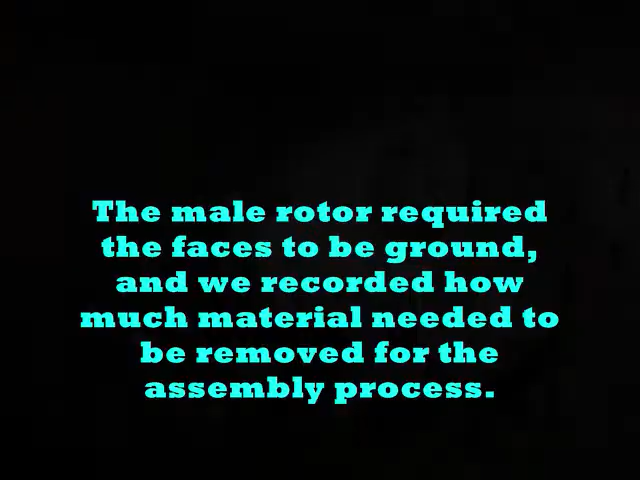 The male rotor required
the faces to be ground,
and we recorded how
much material needed to
be removed for the
assembly process.